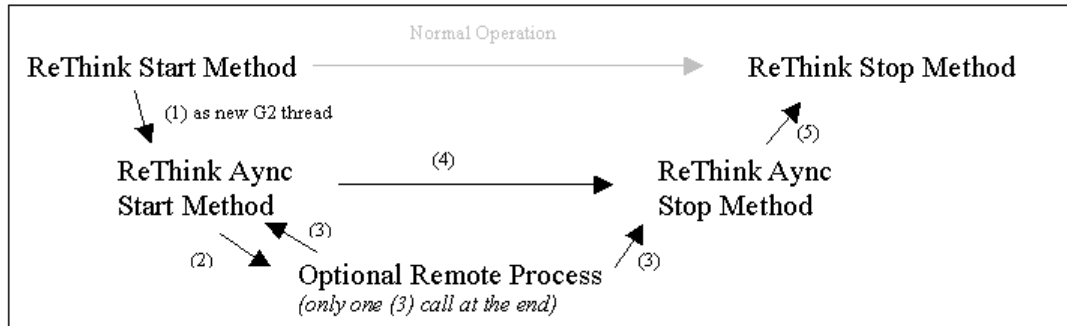 Normal Operation
ReThink Start Method
ReThink Stop Method
(1) as new G2 thread
(5)
(4)
ReThink Aync
Start Method
ReThink Aync
Stop Method
(3)
(2)
(3)
Optional Remote Process
(only one (3) call at the end)